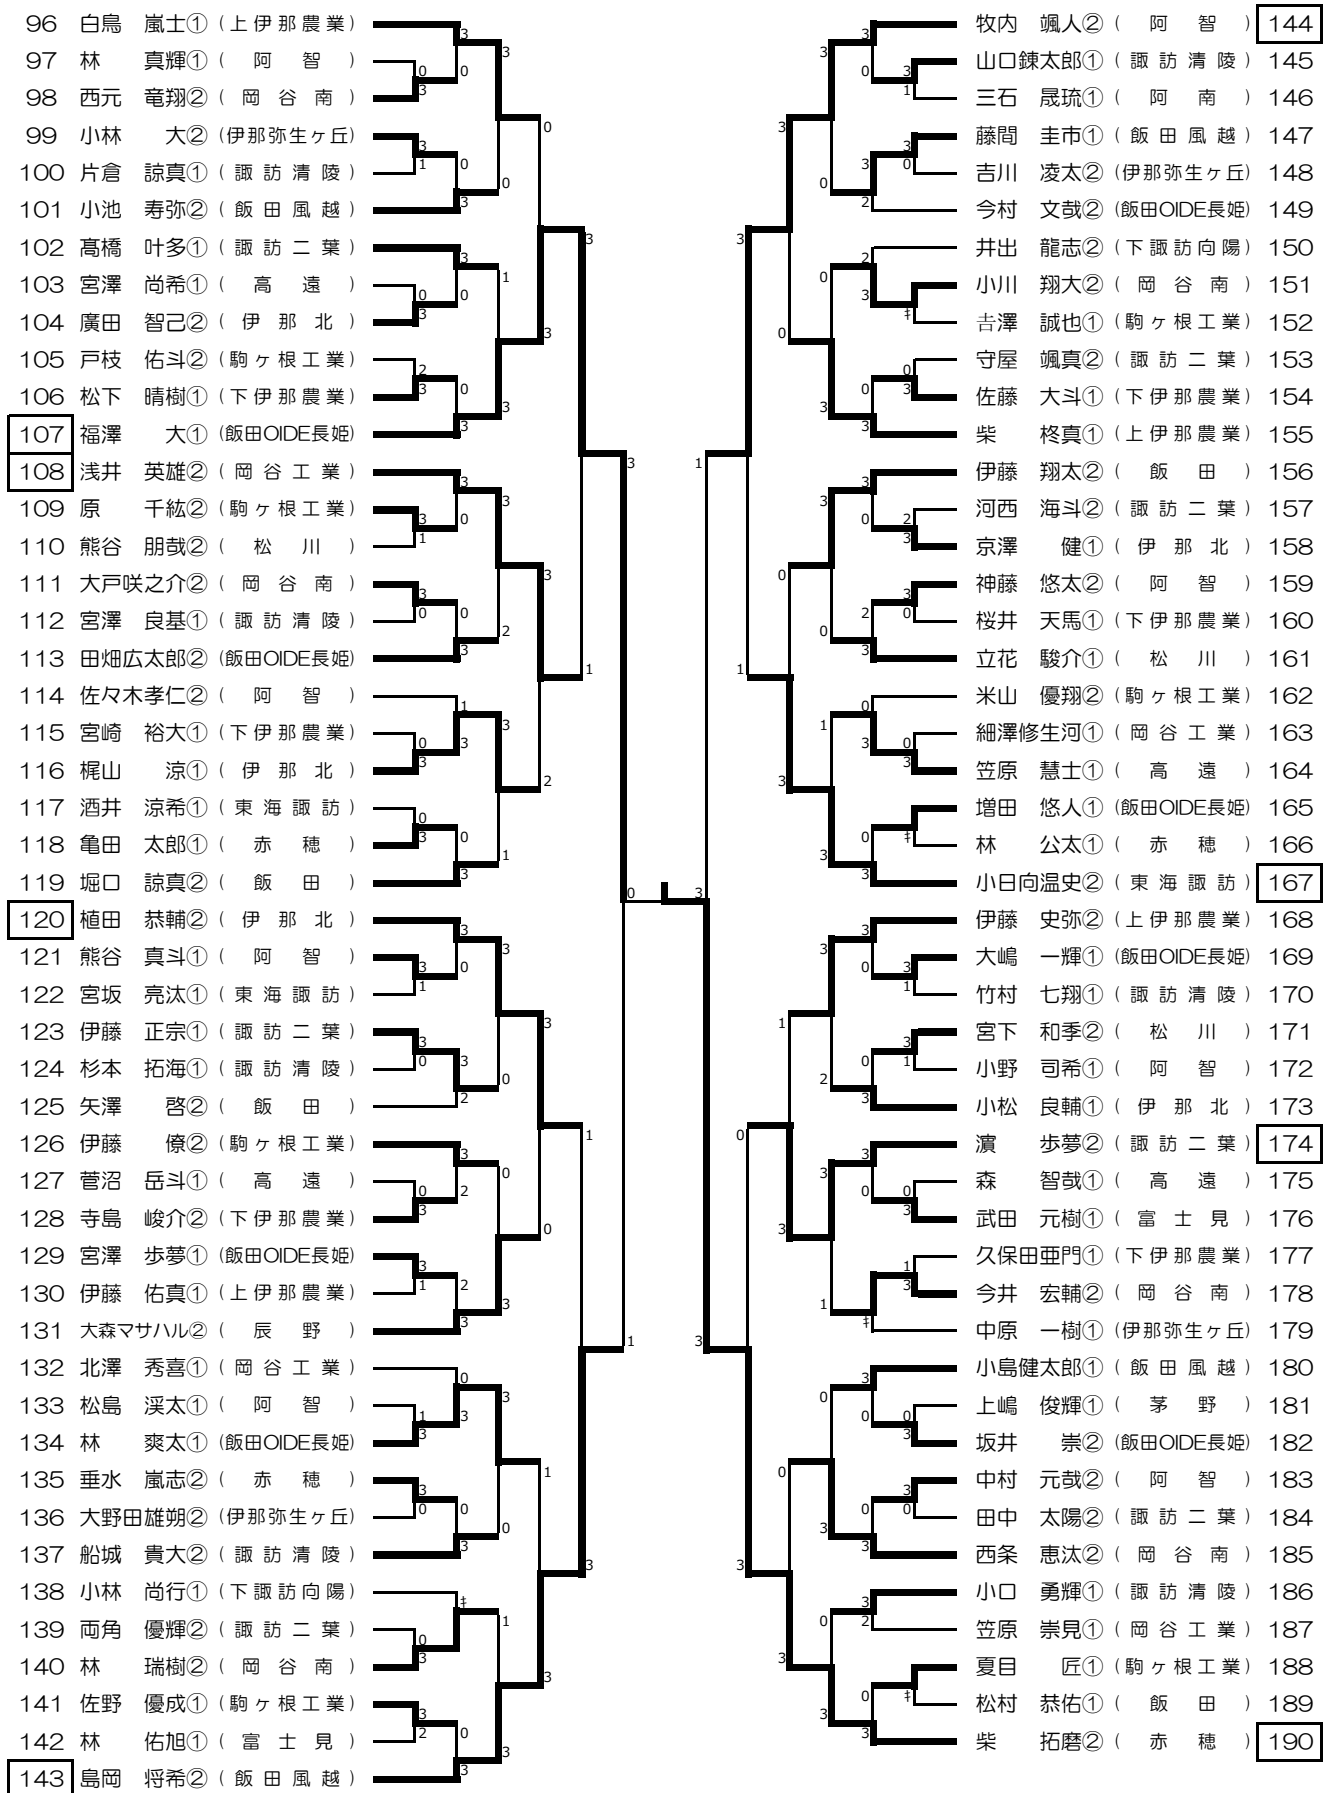 96 白鳥 嵐士① (上伊那農業)
97 林 真輝① (阿智)
98 西元 竜翔② (岡谷南)
99 小林 大② (伊那弥生ヶ丘)
100 片倉 諒真① (諏訪清陵)
101 小池 寿弥② (飯田風越)
102 髙橋 叶多① (諏訪二葉)
103 宮澤 尚希① (高遠)
104 廣田 智己② (伊那北)
105 戸枝 佑斗② (駒ヶ根工業)
106 松下 晴樹① (下伊那農業)
107 福澤 大① (飯田OIDE長姫)
108 浅井 英雄② (岡谷工業)
109 原 千紘② (駒ヶ根工業)
110 熊谷 朋哉② (松川)
111 大戸咲之介② (岡谷南)
112 宮澤 良基① (諏訪清陵)
113 田畑広太郎② (飯田OIDE長姫)
114 佐々木孝仁② (阿智)
115 宮崎 裕大① (下伊那農業)
116 梶山 涼① (伊那北)
117 酒井 涼希① (東海諏訪)
118 亀田 太郎① (赤穂)
119 堀口 諒真② (飯田)
120 植田 恭輔② (伊那北)
121 熊谷 真斗① (阿智)
122 宮坂 亮汰① (東海諏訪)
123 伊藤 正宗① (諏訪二葉)
124 杉本 拓海① (諏訪清陵)
125 矢澤 啓② (飯田)
126 伊藤 僚② (駒ヶ根工業)
127 菅沼 岳斗① (高遠)
128 寺島 峻介② (下伊那農業)
129 宮澤 歩夢① (飯田OIDE長姫)
130 伊藤 佑真① (上伊那農業)
131 大森マサハル② (辰野)
132 北澤 秀喜① (岡谷工業)
133 松島 渓太① (阿智)
134 林 爽太① (飯田OIDE長姫)
135 垂水 嵐志② (赤穂)
136 大野田雄朔② (伊那弥生ヶ丘)
137 船城 貴大② (諏訪清陵)
138 小林 尚行① (下諏訪向陽)
139 両角 優輝② (諏訪二葉)
140 林 瑞樹② (岡谷南)
141 佐野 優成① (駒ヶ根工業)
142 林 佑旭① (富士見)
143 島岡 将希② (飯田風越)
牧内 颯人② (阿智) 144
山口錬太郎① (諏訪清陵) 145
三石 晟琉① (阿南) 146
藤間 圭市① (飯田風越) 147
吉川 凌太② (伊那弥生ヶ丘) 148
今村 文哉② (飯田OIDE長姫) 149
井出 龍志② (下諏訪向陽) 150
小川 翔大② (岡谷南) 151
𠮷澤 誠也① (駒ヶ根工業) 152
守屋 颯真② (諏訪二葉) 153
佐藤 大斗① (下伊那農業) 154
柴 柊真① (上伊那農業) 155
伊藤 翔太② (飯田) 156
河西 海斗② (諏訪二葉) 157
京澤 健① (伊那北) 158
神藤 悠太② (阿智) 159
桜井 天馬① (下伊那農業) 160
立花 駿介① (松川) 161
米山 優翔② (駒ヶ根工業) 162
細澤修生河① (岡谷工業) 163
笠原 慧士① (高遠) 164
増田 悠人① (飯田OIDE長姫) 165
林 公太① (赤穂) 166
小日向温史② (東海諏訪) 167
伊藤 史弥② (上伊那農業) 168
大嶋 一輝① (飯田OIDE長姫) 169
竹村 七翔① (諏訪清陵) 170
宮下 和季② (松川) 171
小野 司希① (阿智) 172
小松 良輔① (伊那北) 173
濵 歩夢② (諏訪二葉) 174
森 智哉① (高遠) 175
武田 元樹① (富士見) 176
久保田亜門① (下伊那農業) 177
今井 宏輔② (岡谷南) 178
中原 一樹① (伊那弥生ヶ丘) 179
小島健太郎① (飯田風越) 180
上嶋 俊輝① (茅野) 181
坂井 崇② (飯田OIDE長姫) 182
中村 元哉② (阿智) 183
田中 太陽② (諏訪二葉) 184
西条 恵汰② (岡谷南) 185
小口 勇輝① (諏訪清陵) 186
笠原 崇見① (岡谷工業) 187
夏目 匠① (駒ヶ根工業) 188
松村 恭佑① (飯田) 189
柴 拓磨② (赤穂) 190